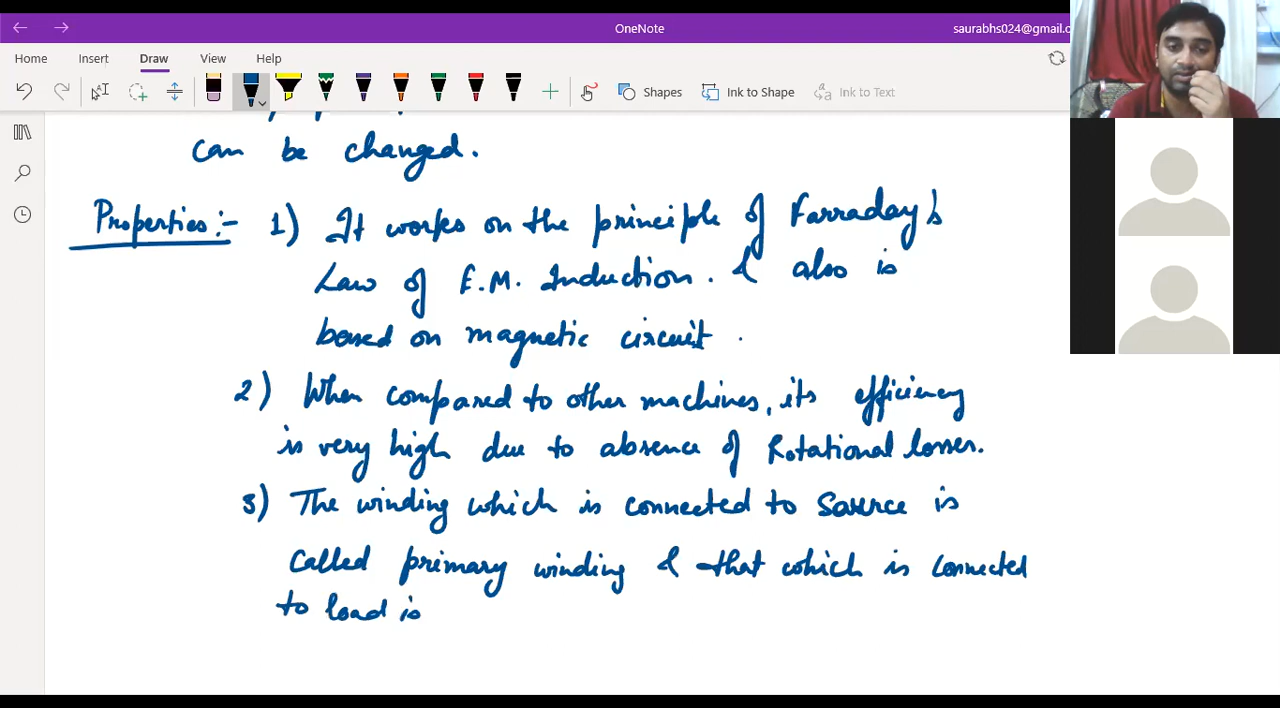 OneNote
saurabhs024@gmail.c
Home Insert Draw View Help
Shapes Ink to Shape Ink to Text
can be changed.
Properties:- 1) It works on the principle of Farraday's
Law of E.M. Induction. & also is
based on magnetic circuit.
2) When compared to other machines, its efficiency
is very high due to absence of Rotational losses.
3) The winding which is connected to source is
called primary winding & that which is connected
to load is